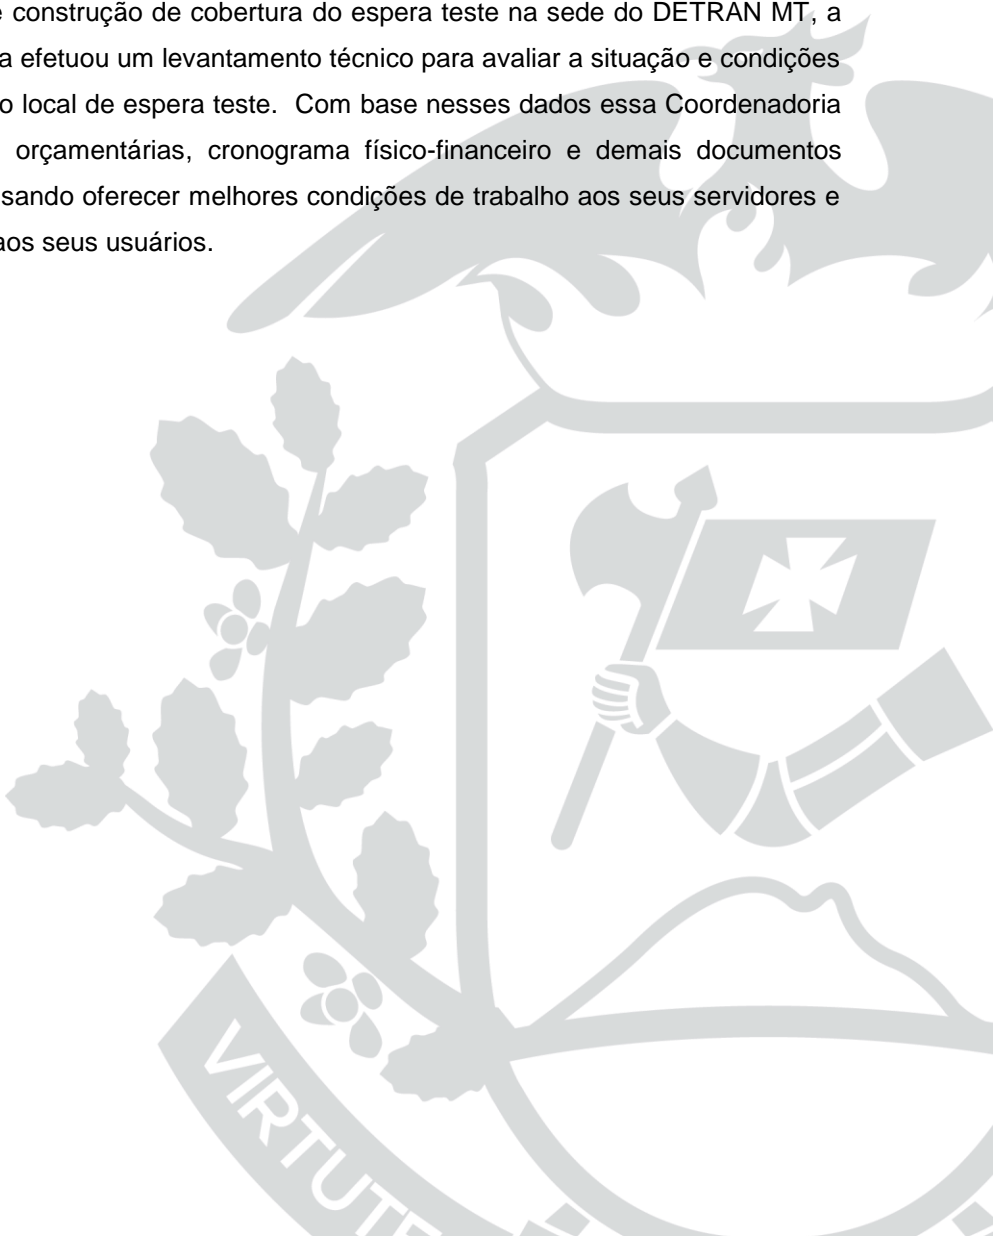 e construção de cobertura do espera teste na sede do DETRAN MT, a
a efetuou um levantamento técnico para avaliar a situação e condições
o local de espera teste. Com base nesses dados essa Coordenadoria
orçamentárias, cronograma físico-financeiro e demais documentos
sando oferecer melhores condições de trabalho aos seus servidores e
aos seus usuários.
VIRTUTE